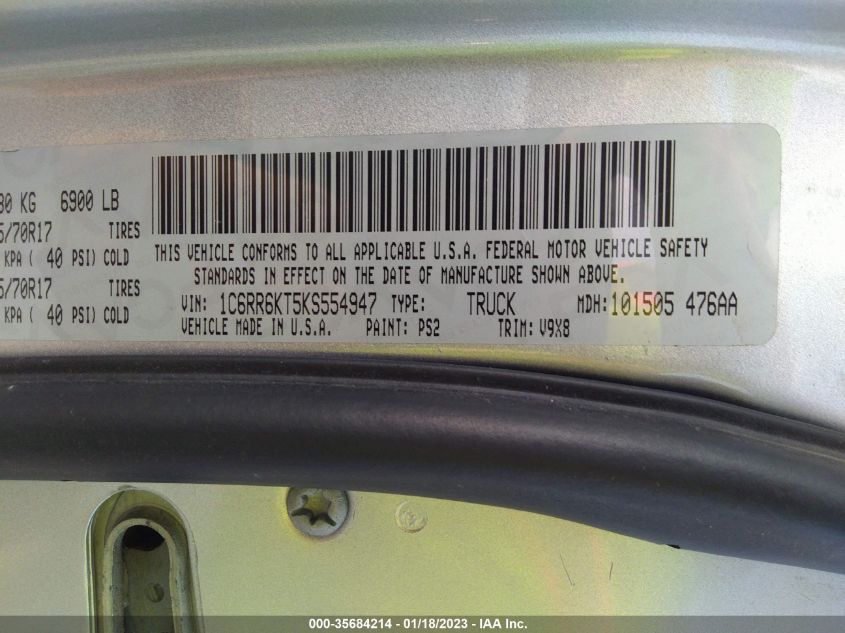 80 KG 6900 LB
5/70R17 TIRES
KPA ( 40 PSI) COLD
5/70R17 TIRES
KPA ( 40 PSI) COLD
THIS VEHICLE CONFORMS TO ALL APPLICABLE U.S.A. FEDERAL MOTOR VEHICLE SAFETY
STANDARDS IN EFFECT ON THE DATE OF MANUFACTURE SHOWN ABOVE.
VIN: 1C6RR6KT5KS554947 TYPE: TRUCK MDH:101505 476AA
VEHICLE MADE IN U.S.A. PAINT: PS2 TRIM: V9X8
000-35684214 - 01/18/2023 - IAA Inc.